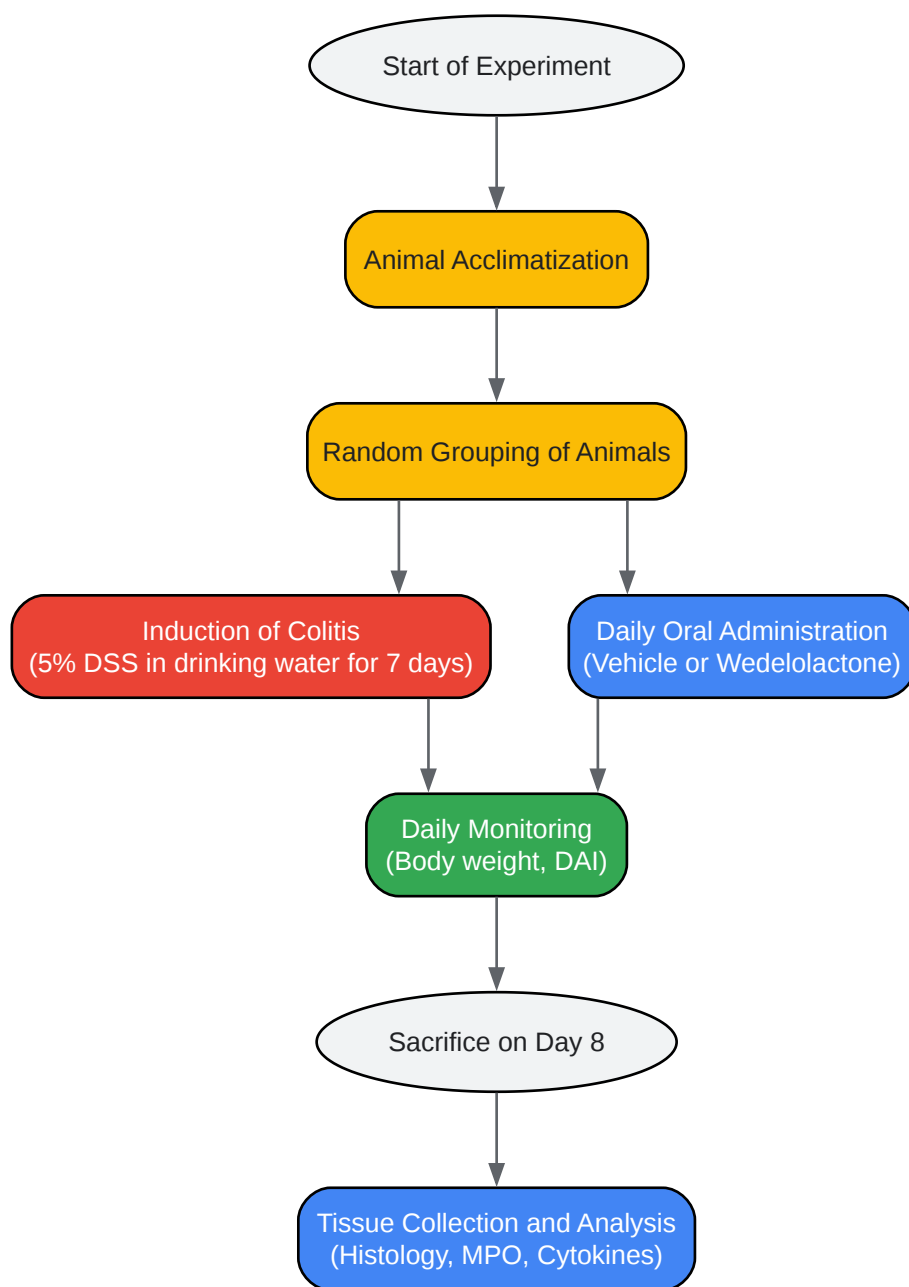 Start of Experiment
Animal Acclimatization
Random Grouping of Animals
Induction of Colitis
(5% DSS in drinking water for 7 days)
Daily Oral Administration
(Vehicle or Wedelolactone)
Daily Monitoring
(Body weight, DAI)
Sacrifice on Day 8
Tissue Collection and Analysis
(Histology, MPO, Cytokines)